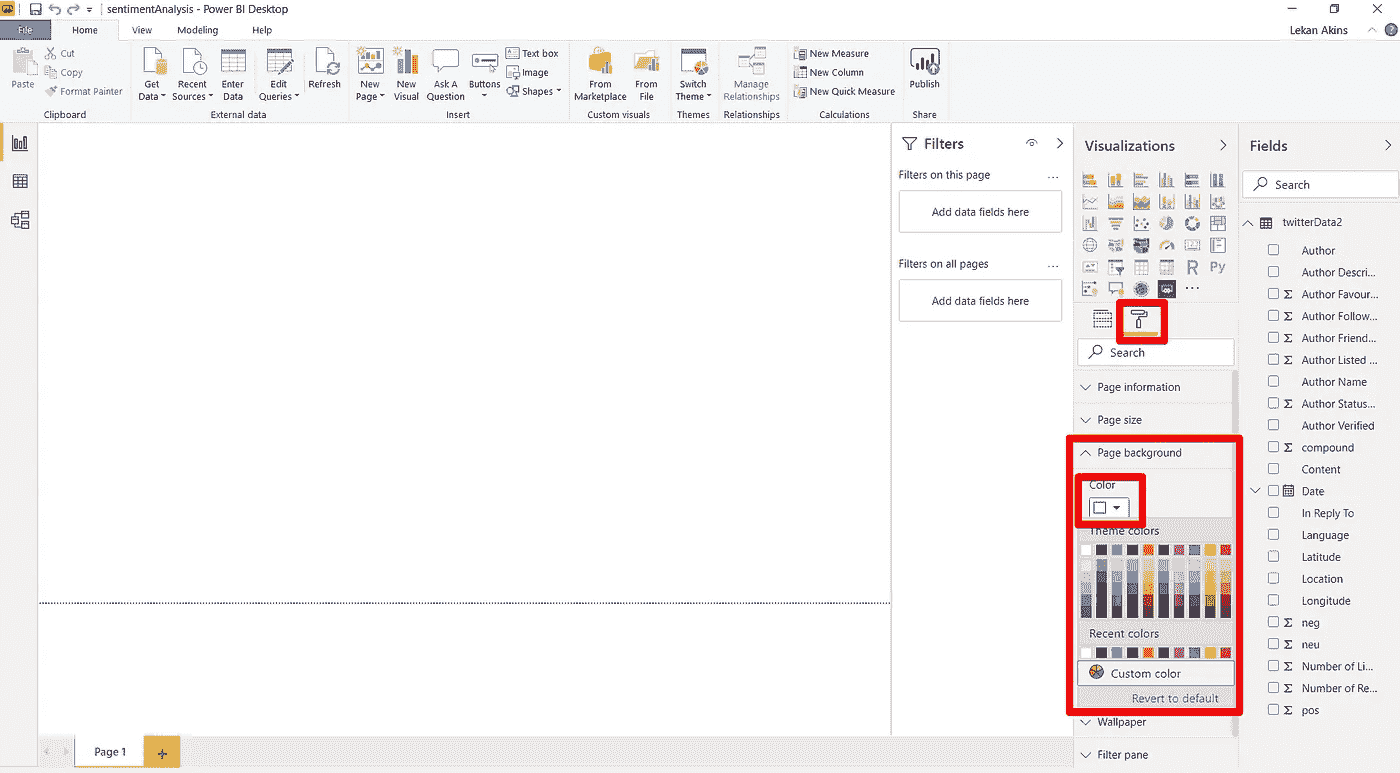 sentimentAnalysis - Power BI Desktop
File Home View Modeling Help
Lekan Akins
Paste
Cut
Copy
Format Painter
Clipboard
Get Data
Recent Sources
Enter Data
Edit Queries
Refresh
External data
New Page
New Visual
Ask A Question
Buttons
Text box
Image
Shapes
Insert
From Marketplace
From File
Custom visuals
Switch Theme
Themes
Manage Relationships
Relationships
New Measure
New Column
New Quick Measure
Calculations
Publish
Share
Filters
Filters on this page
...
Add data fields here
Filters on all pages
...
Add data fields here
Visualizations
R Py
...
Search
Page information
Page size
Page background
Color
Theme colors
Recent colors
Custom color
Revert to default
Wallpaper
Filter pane
Fields
Search
twitterData2
Author
Author Descri...
Σ Author Favour...
Σ Author Follow...
Σ Author Friend...
Σ Author Listed ...
Author Name
Σ Author Status...
Author Verified
Σ compound
Content
Date
In Reply To
Language
Latitude
Location
Longitude
Σ neg
Σ neu
Σ Number of Li...
Σ Number of Re...
Σ pos
Page 1
+